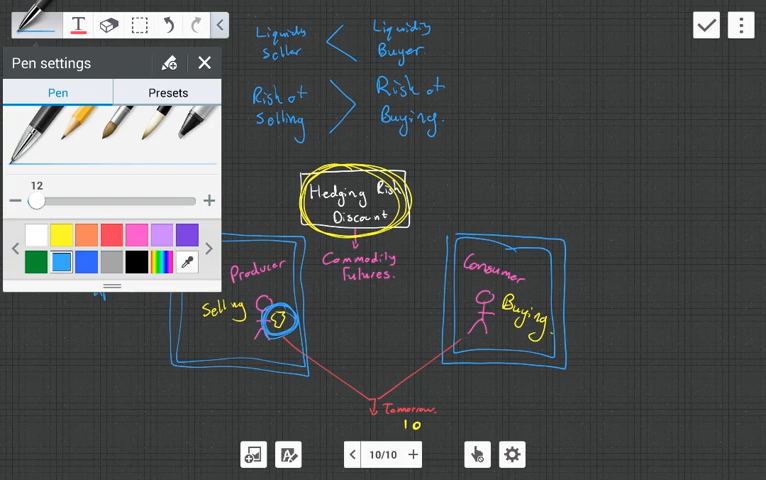 T
Pen settings
Pen
Presets
12
Liquidity
Seller
<
Liquidity
Buyer.
Risk of
Selling
>
Risk of
Buying.
Hedging Risk
Discount
Commodity
Futures.
Producer
Selling
Consumer
Buying.
Tomorrow.
10
10/10
A